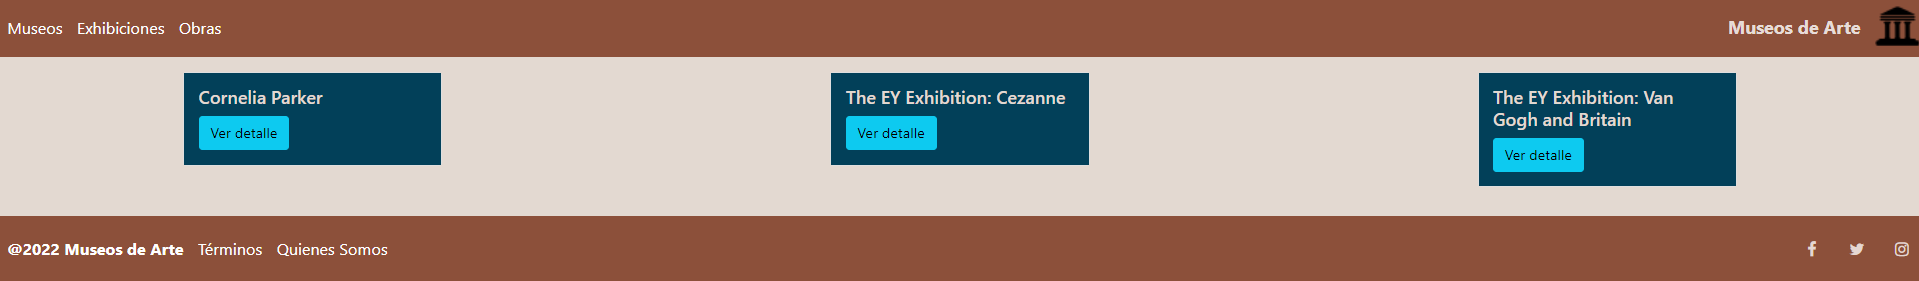 Museos Exhibiciones Obras Museos de Arte
Cornelia Parker
Ver detalle
The EY Exhibition: Cezanne
Ver detalle
The EY Exhibition: Van
Gogh and Britain
Ver detalle
@2022 Museos de Arte Términos Quienes Somos